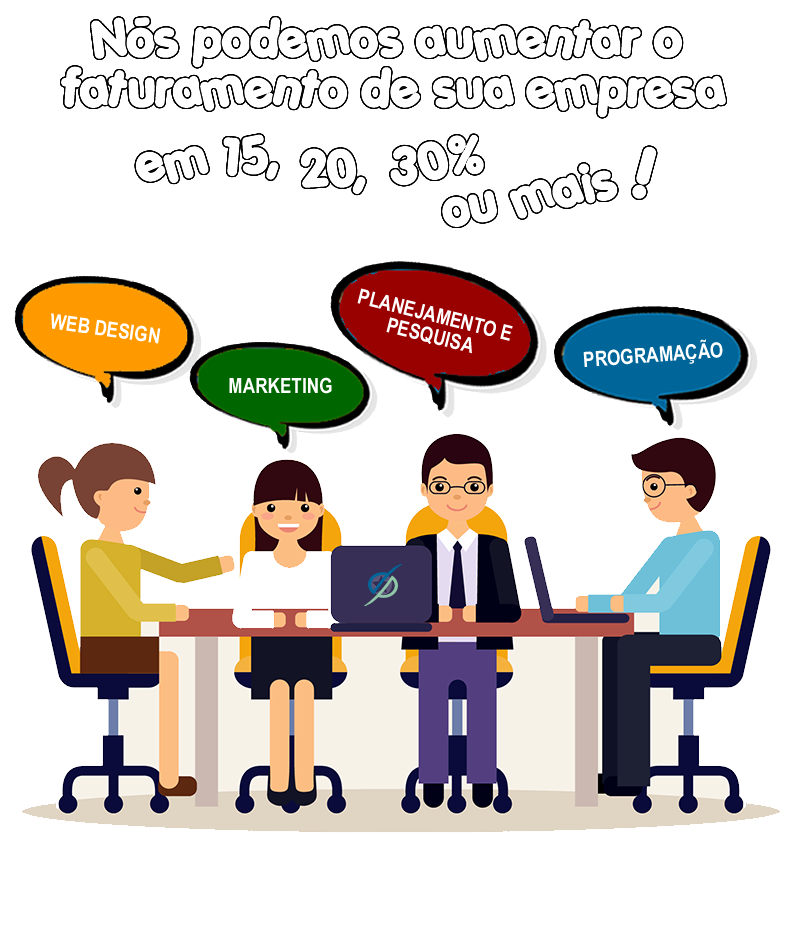 Nós podemos aumentar o
faturamento de sua empresa
em 15, 20, 30%
ou mais !
WEB DESIGN
MARKETING
PLANEJAMENTO E
PESQUISA
PROGRAMAÇÃO